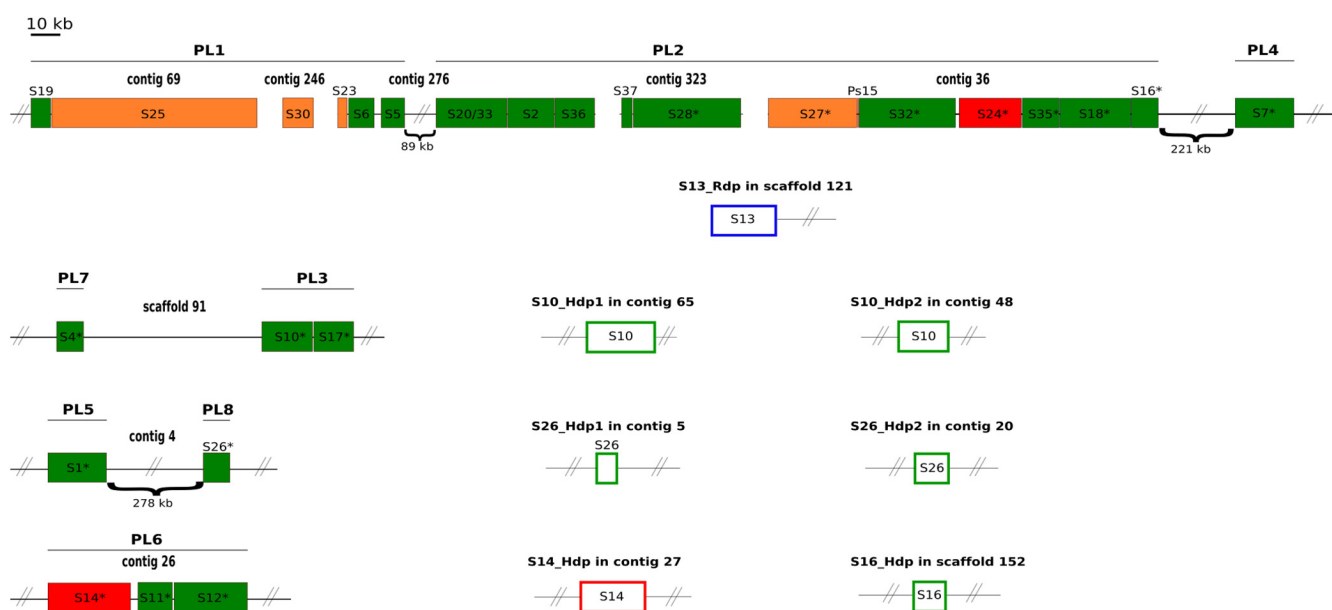 10 kb
PL1 PL2 PL4
contig 69 contig 246 contig 276 contig 323 contig 36
S19 S23 S37 Ps15 S16*
S25 S30 S6 S5 S20/33 S2 S36 S28* S27* S32* S24* S35* S18* S7*
89 kb 221 kb
S13_Rdp in scaffold 121
S13
PL7 PL3
scaffold 91 S10_Hdp1 in contig 65 S10_Hdp2 in contig 48
S4* S10* S17* S10 S10
PL5 PL8
contig 4 S26_Hdp1 in contig 5 S26_Hdp2 in contig 20
S26* S26
S1* S26
278 kb
PL6
contig 26 S14_Hdp in contig 27 S16_Hdp in scaffold 152
S14* S11* S12* S14 S16